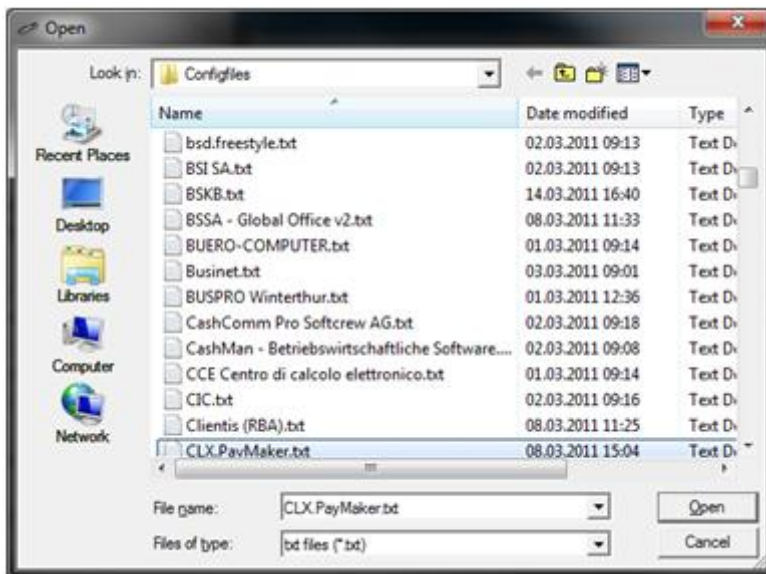 Open
Look in: Configfiles
Name Date modified Type
bsd.freestyle.txt 02.03.2011 09:13 Text D
BSI SA.txt 02.03.2011 09:13 Text D
BSKB.txt 14.03.2011 16:40 Text D
BSSA - Global Office v2.txt 08.03.2011 11:33 Text D
BUERO-COMPUTER.txt 01.03.2011 09:14 Text D
Businet.txt 03.03.2011 09:01 Text D
BUSPRO Winterthur.txt 01.03.2011 12:36 Text D
CashComm Pro Softcrew AG.txt 02.03.2011 09:18 Text D
CashMan - Betriebswirtschaftliche Software.... 02.03.2011 09:08 Text D
CCE Centro di calcolo elettronico.txt 01.03.2011 09:14 Text D
CIC.txt 02.03.2011 09:16 Text D
Clientis (RBA).txt 08.03.2011 11:25 Text D
CLX.PayMaker.txt 08.03.2011 15:04 Text D
Recent Places
Desktop
Libraries
Computer
Network
File name: CLX.PayMaker.txt Open
Files of type: txt files (*.txt) Cancel